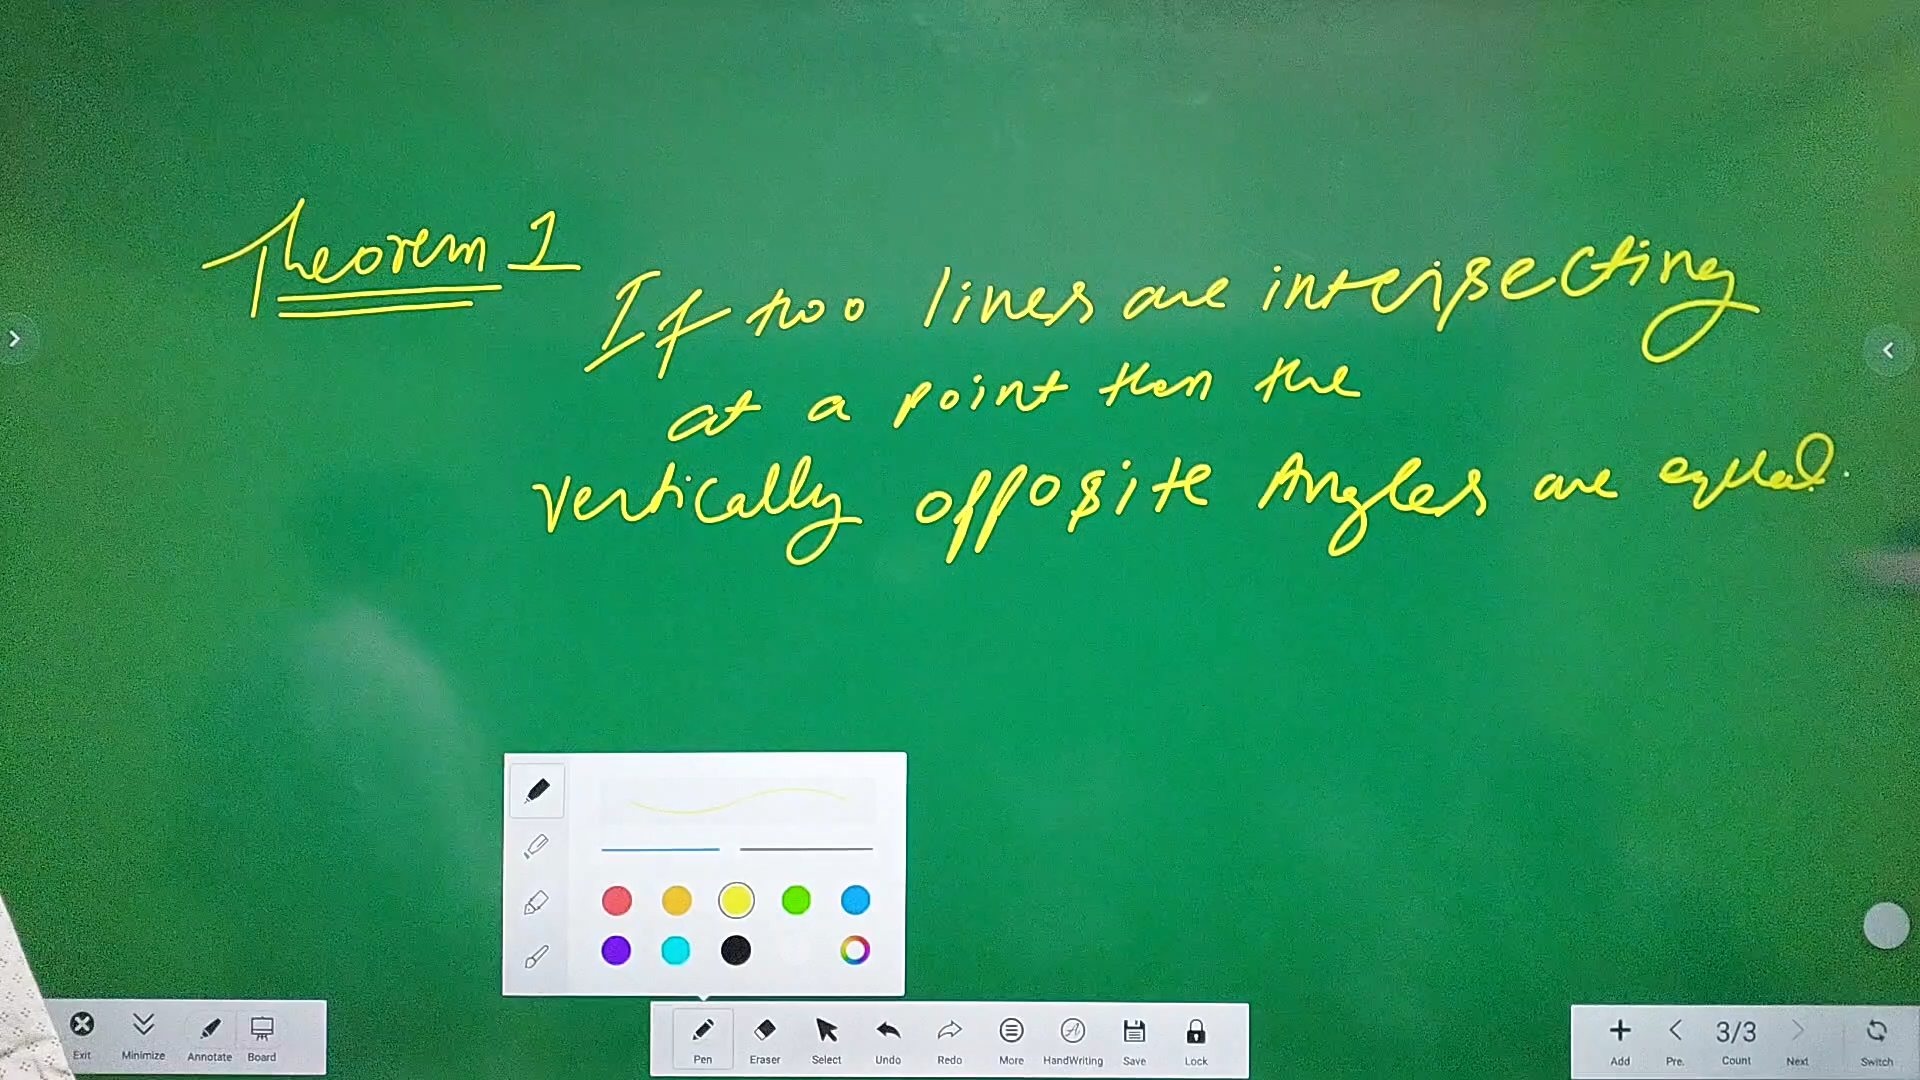 Theorem 1
If two lines are intersecting
at a point then the
vertically opposite Angles are equal.
Exit
Minimize
Annotate
Board
Pen
Eraser
Select
Undo
Redo
More
HandWriting
Save
Lock
Add
Pre.
3/3
Count
Next
Switch